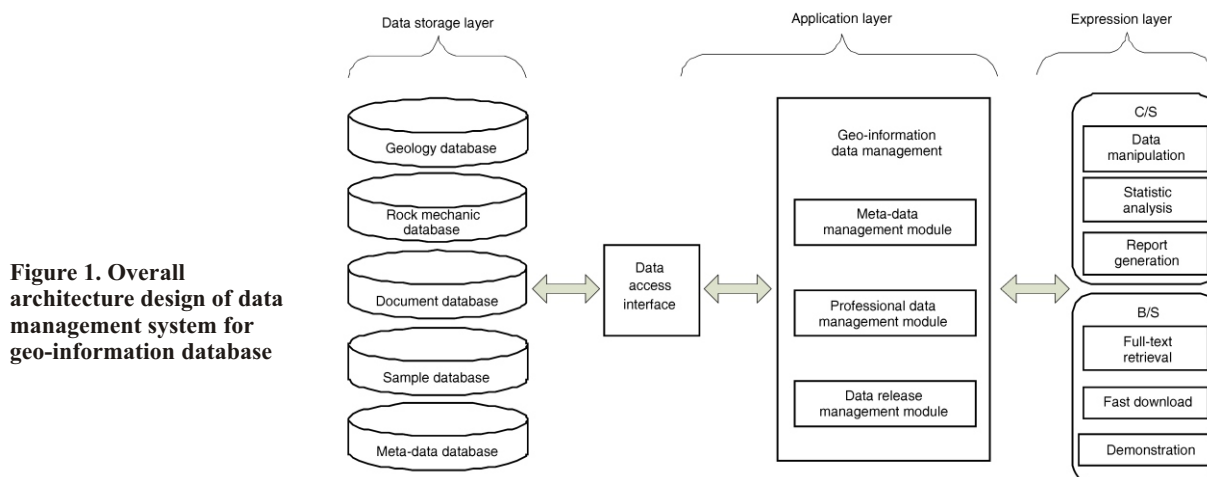 Data storage layer
Application layer
Expression layer
Geology database
Rock mechanic
database
Document database
Sample database
Meta-data database
Data
access
interface
Geo-information
data management
Meta-data
management module
Professional data
management module
Data release
management module
C/S
Data
manipulation
Statistic
analysis
Report
generation
B/S
Full-text
retrieval
Fast download
Demonstration
Figure 1. Overall
architecture design of data
management system for
geo-information database